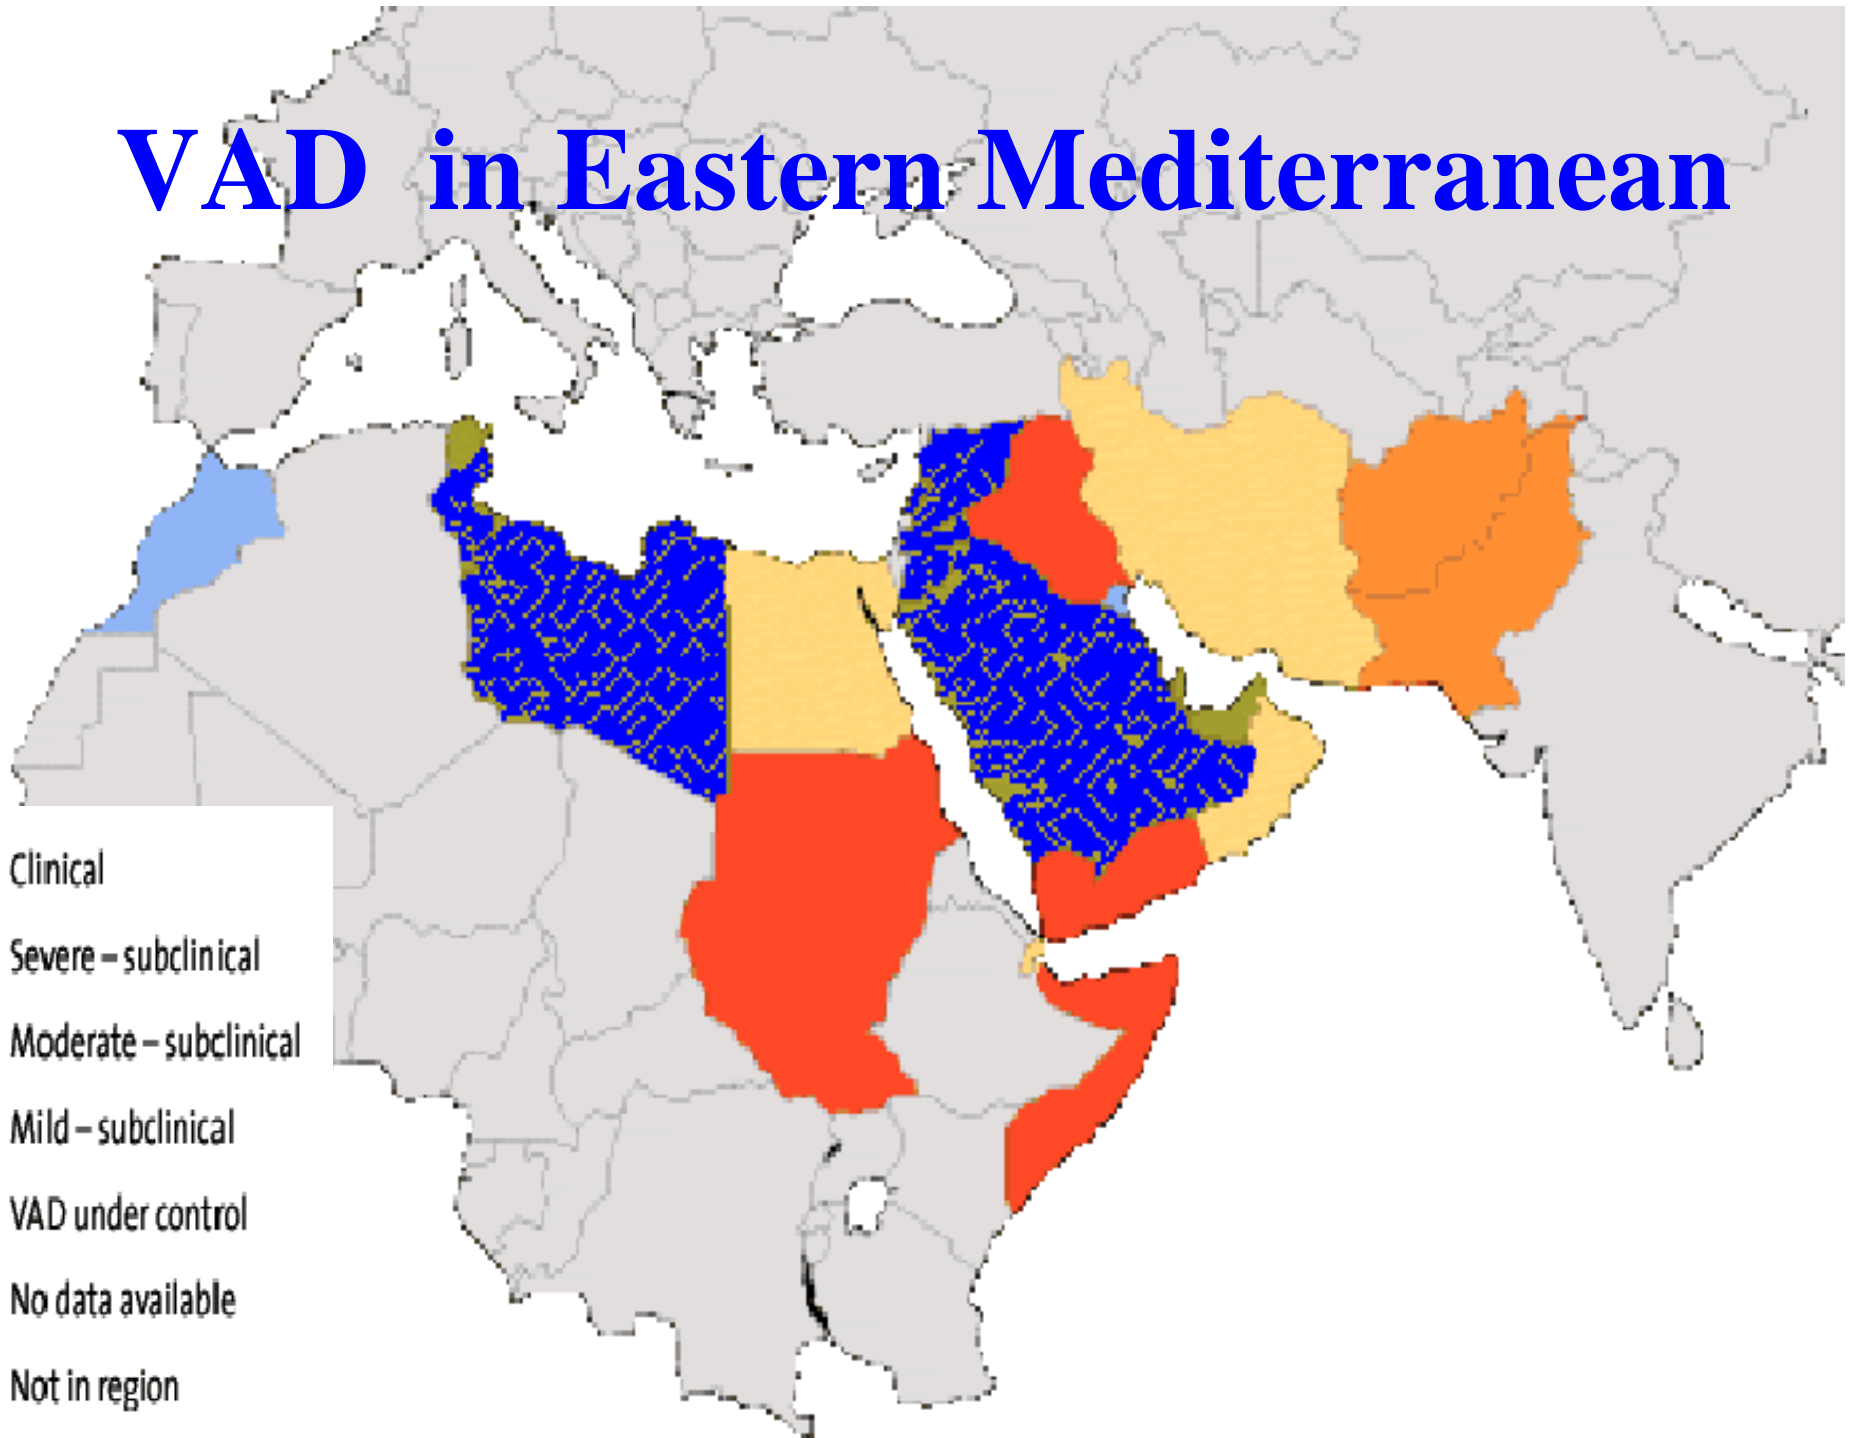 VAD in Eastern Mediterranean
Clinical
Severe – subclinical
Moderate – subclinical
Mild – subclinical
VAD under control
No data available
Not in region